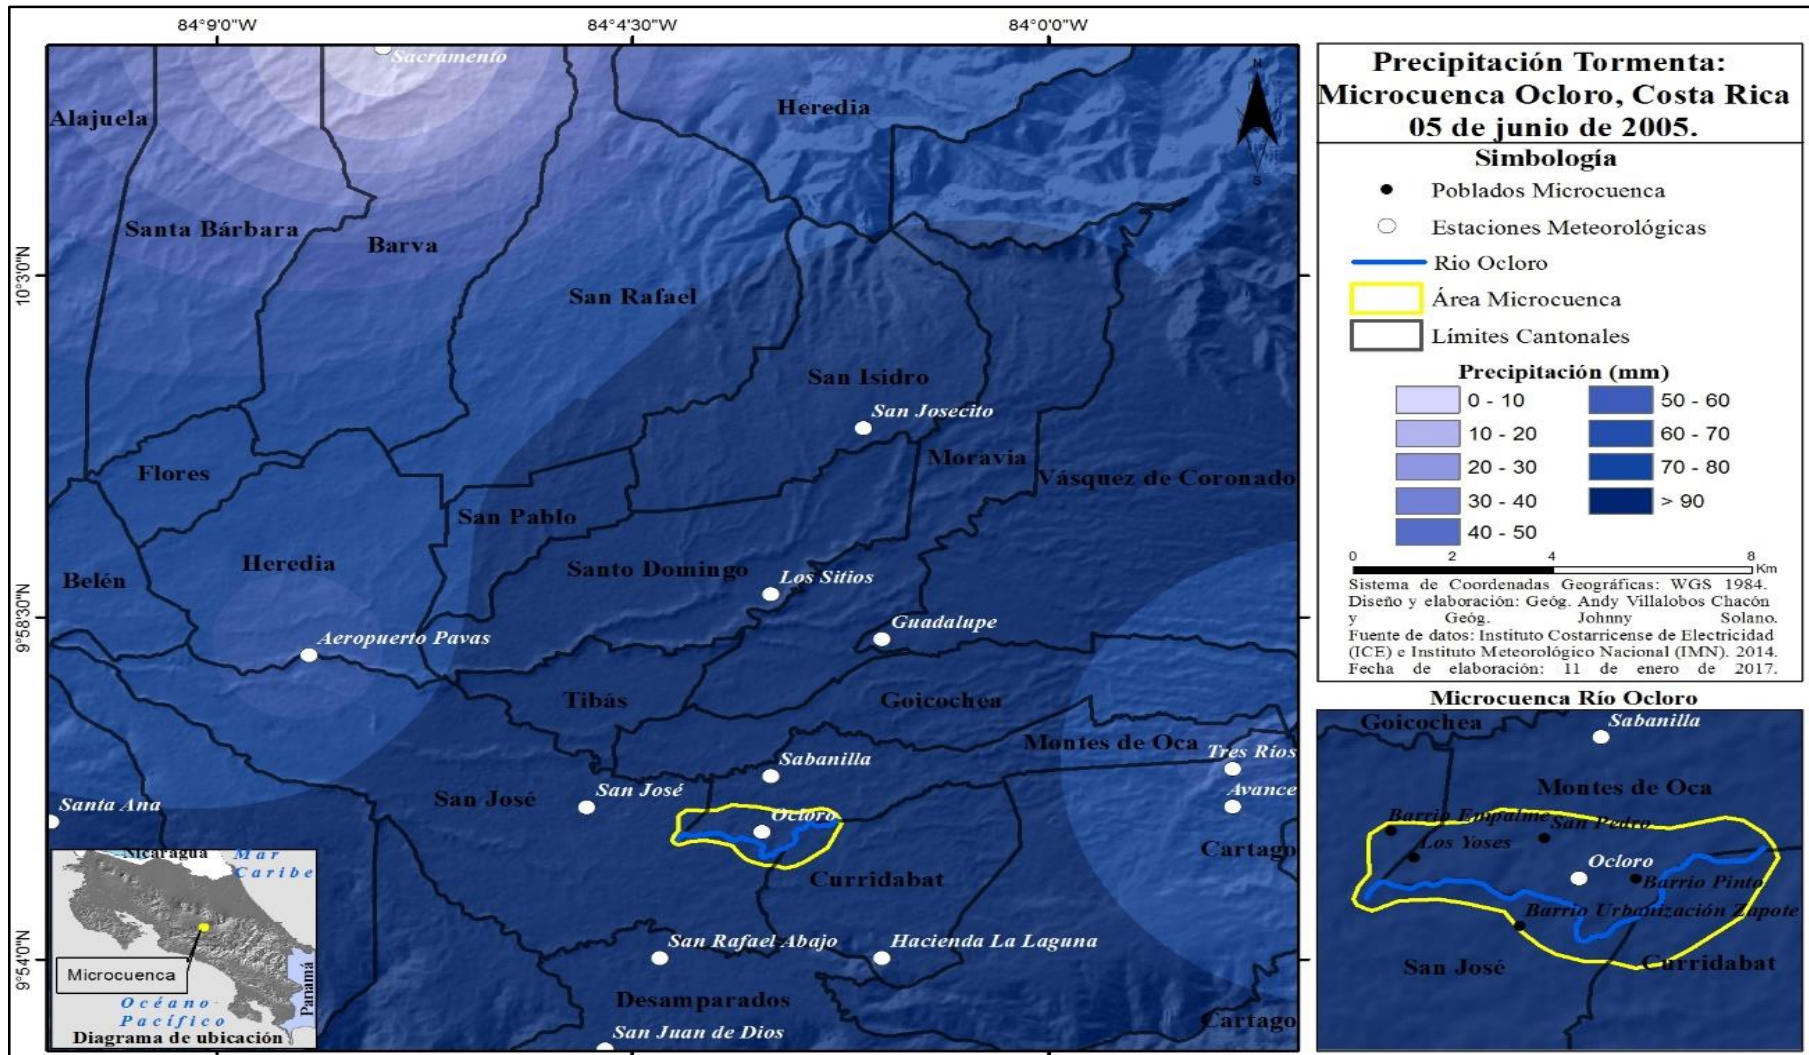 84°9'0"W
84°4'30"W
84°0'0"W
10°3'0"N
9°58'30"N
9°54'0"N
Sacramento
Alajuela
Heredia
N
S
Santa Bárbara
Barva
San Rafael
San Isidro
San Josecito
Moravia
Flores
Vásquez de Coronado
San Pablo
Heredia
Belén
Santo Domingo
Los Sitios
Guadalupe
Aeropuerto Pavas
Tibás
Goicochea
Montes de Oca
Tres Ríos
Sabanilla
San José
San José
Avance
Santa Ana
Ocloro
Cartago
Curridabat
San Rafael Abajo
Hacienda La Laguna
Desamparados
Cartago
San Juan de Dios
Nicaragua
Mar
Caribe
Microcuenca
Panamá
Océano
Pacífico
Diagrama de ubicación
Precipitación Tormenta:
Microcuenca Ocloro, Costa Rica
05 de junio de 2005.
Simbología
Poblados Microcuenca
Estaciones Meteorológicas
Rio Ocloro
Área Microcuenca
Límites Cantonales
Precipitación (mm)
0 - 10
10 - 20
20 - 30
30 - 40
40 - 50
50 - 60
60 - 70
70 - 80
> 90
0 2 4 8
Km
Sistema de Coordenadas Geográficas: WGS 1984.
Diseño y elaboración: Geóg. Andy Villalobos Chacón
y Geóg. Johnny Solano.
Fuente de datos: Instituto Costarricense de Electricidad
(ICE) e Instituto Meteorológico Nacional (IMN). 2014.
Fecha de elaboración: 11 de enero de 2017.
Microcuenca Río Ocloro
Goicochea
Sabanilla
Montes de Oca
Barrio Empalme
San Pedro
Los Yoses
Ocloro
Barrio Pinto
Barrio Urbanización Zapote
San José
Curridabat